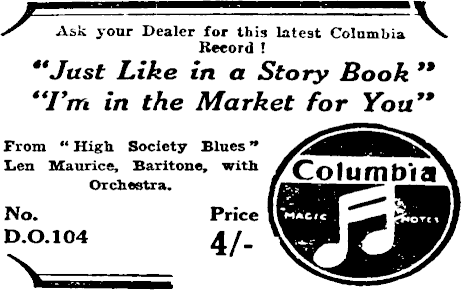 Ask your Dealer for this latest Columbia
Record !
"Just Like in a Story Book"
"I'm in the Market for You"
From "High Society Blues"
Len Maurice, Baritone, with
Orchestra.
No.
D.O.104
Price
4/-
Columbia
MAGIC NOTES